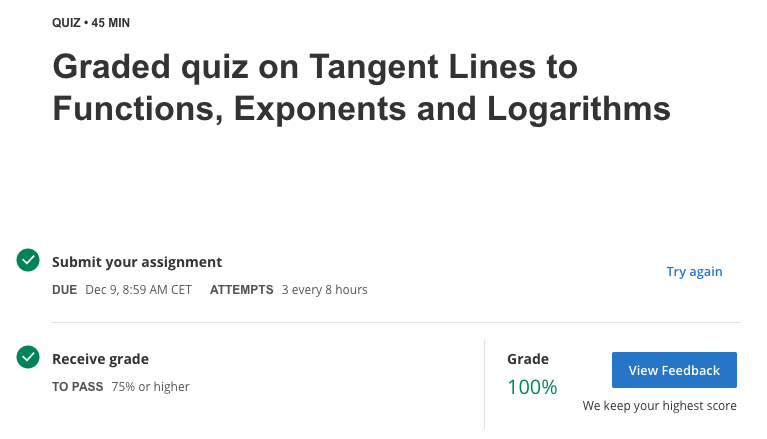 QUIZ • 45 MIN
Graded quiz on Tangent Lines to
Functions, Exponents and Logarithms
Submit your assignment
DUE Dec 9, 8:59 AM CET ATTEMPTS 3 every 8 hours
Try again
Receive grade
TO PASS 75% or higher
Grade
100%
View Feedback
We keep your highest score